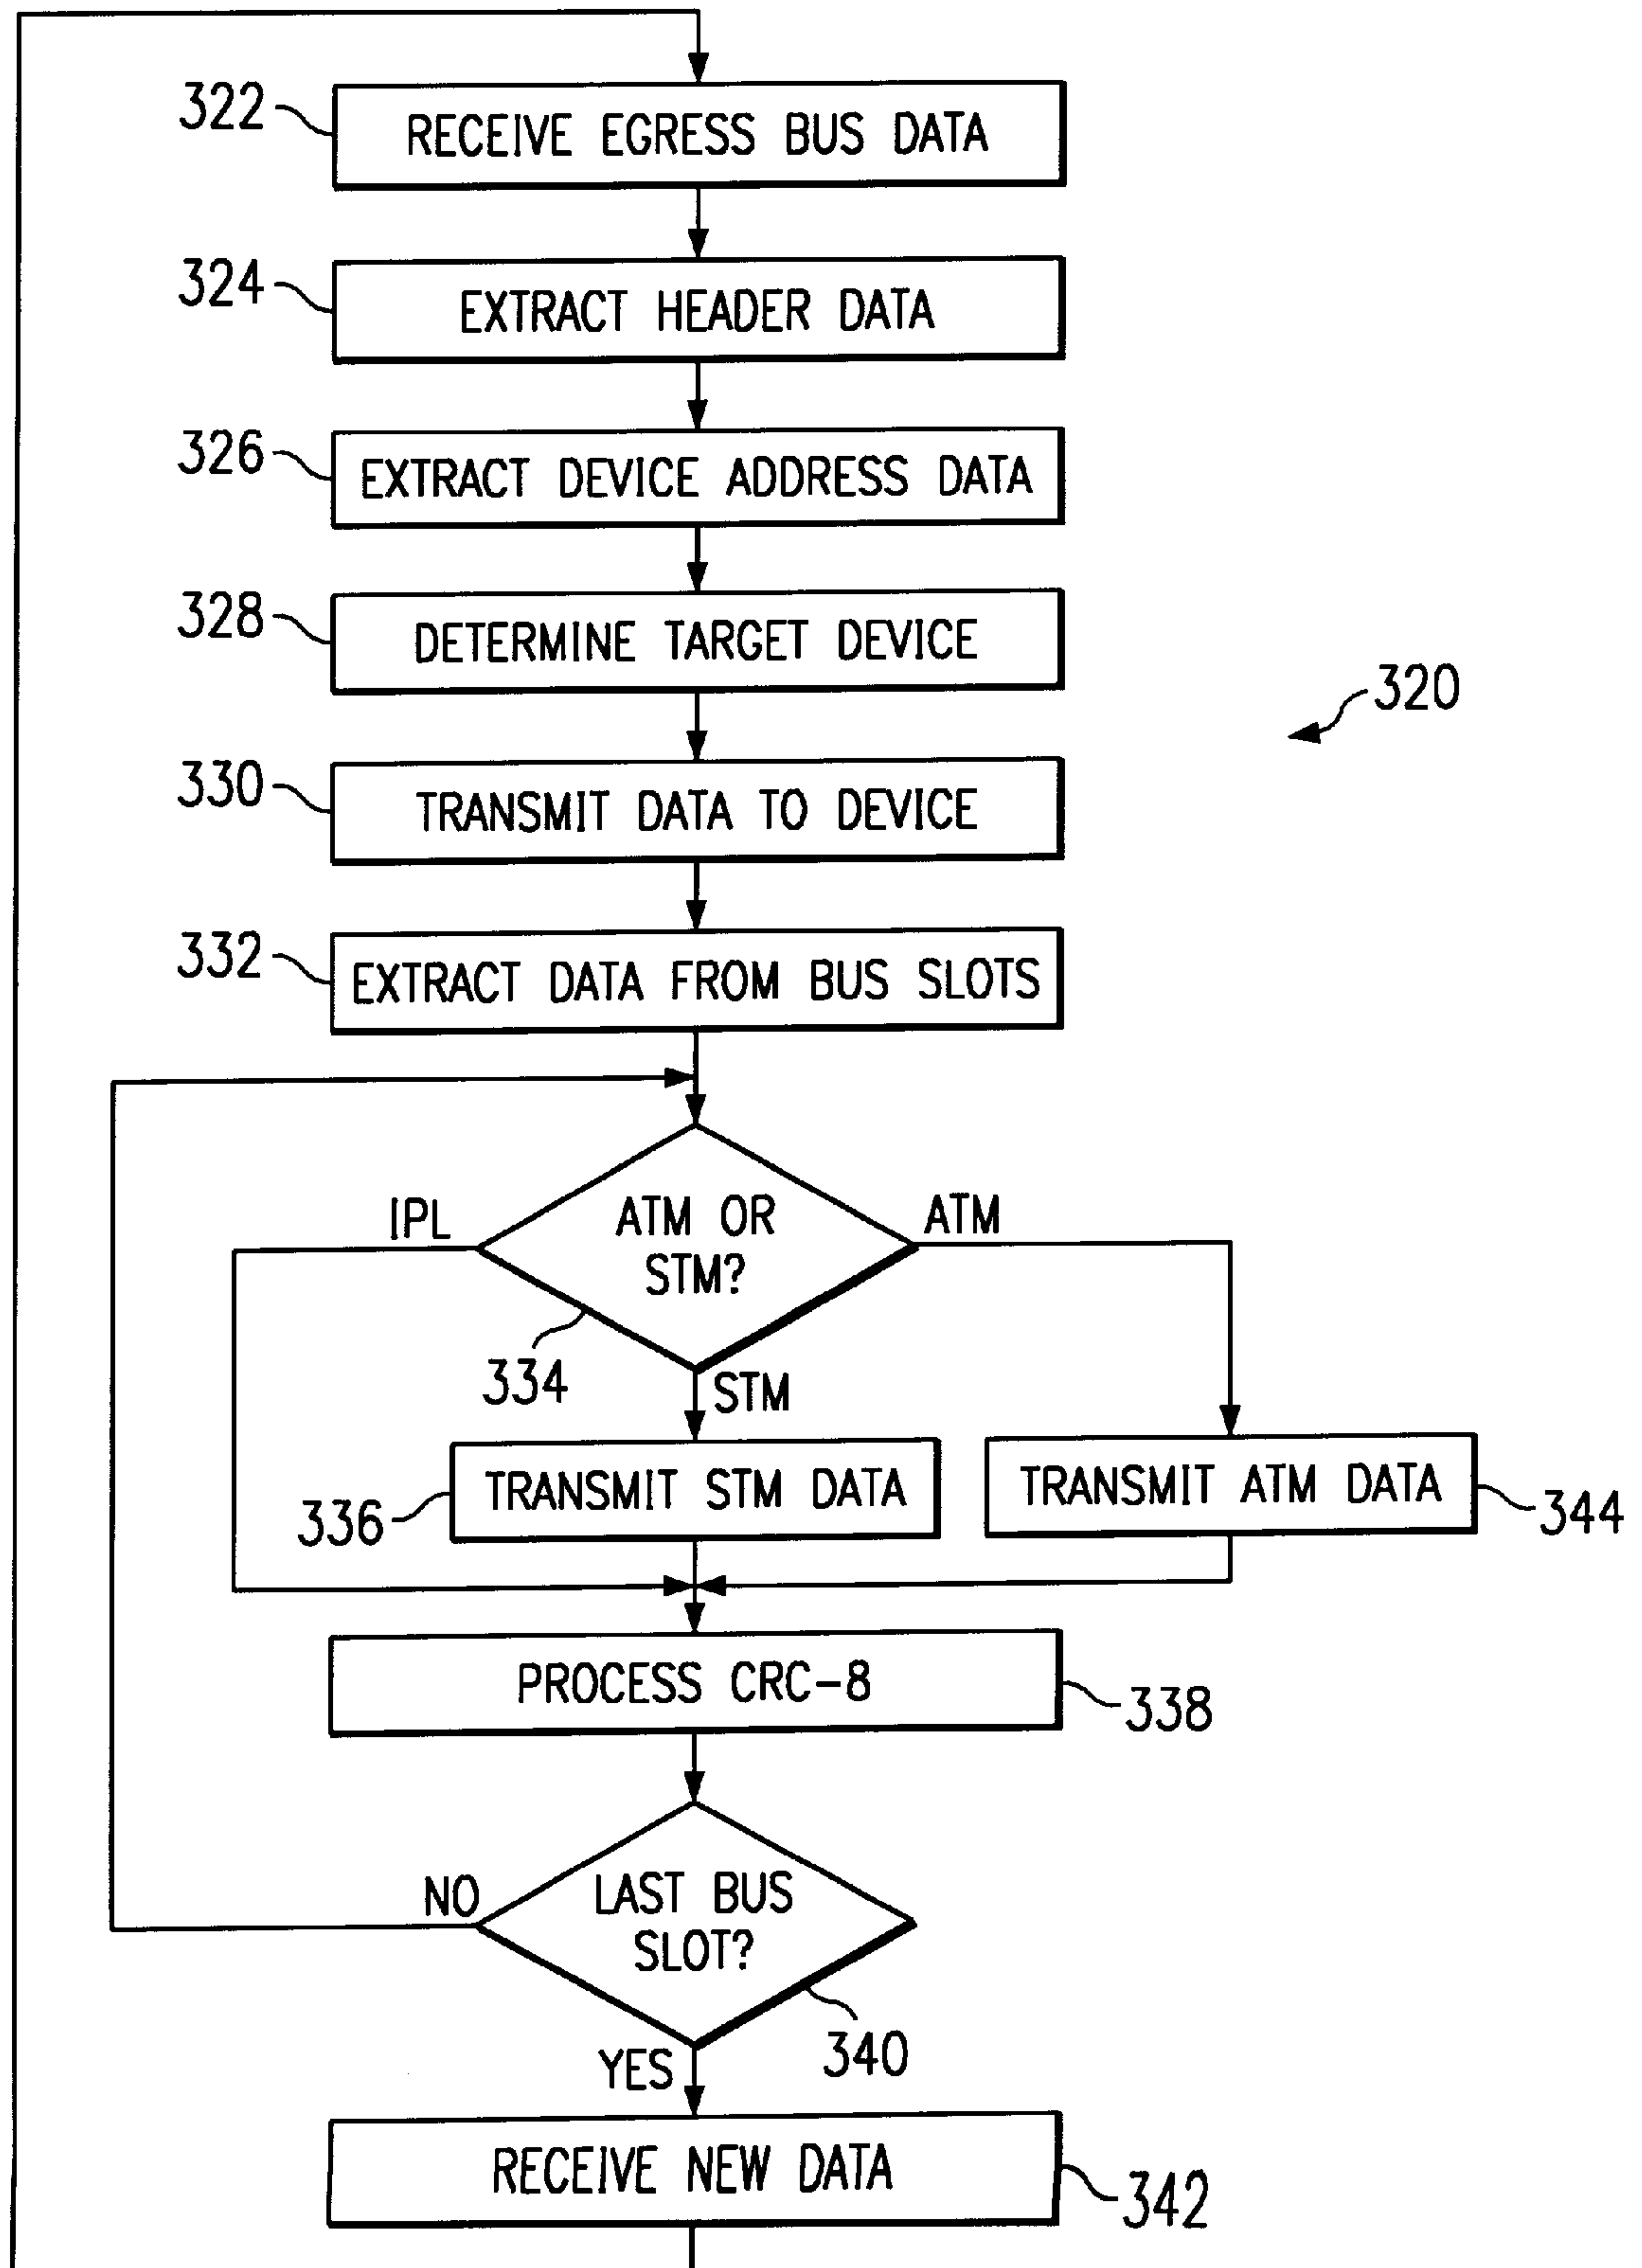 322
RECEIVE EGRESS BUS DATA
324
EXTRACT HEADER DATA
326
EXTRACT DEVICE ADDRESS DATA
328
DETERMINE TARGET DEVICE
320
330
TRANSMIT DATA TO DEVICE
332
EXTRACT DATA FROM BUS SLOTS
IPL
ATM OR
STM?
ATM
334
STM
336
TRANSMIT STM DATA
TRANSMIT ATM DATA
344
PROCESS CRC-8
338
NO
LAST BUS
SLOT?
340
YES
RECEIVE NEW DATA
342